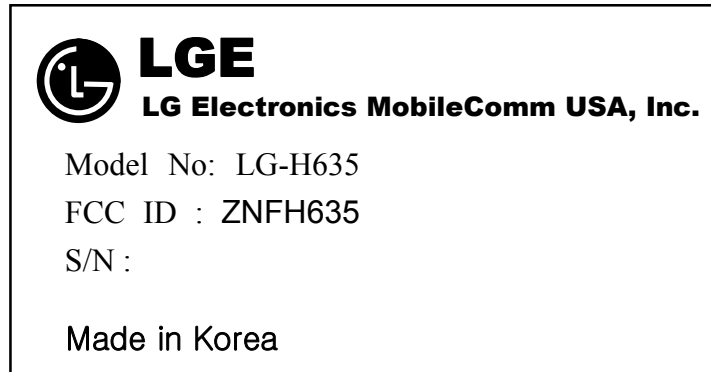 LGE
LG Electronics MobileComm USA, Inc.
Model No: LG-H635
FCC ID : ZNFH635
S/N :
Made in Korea